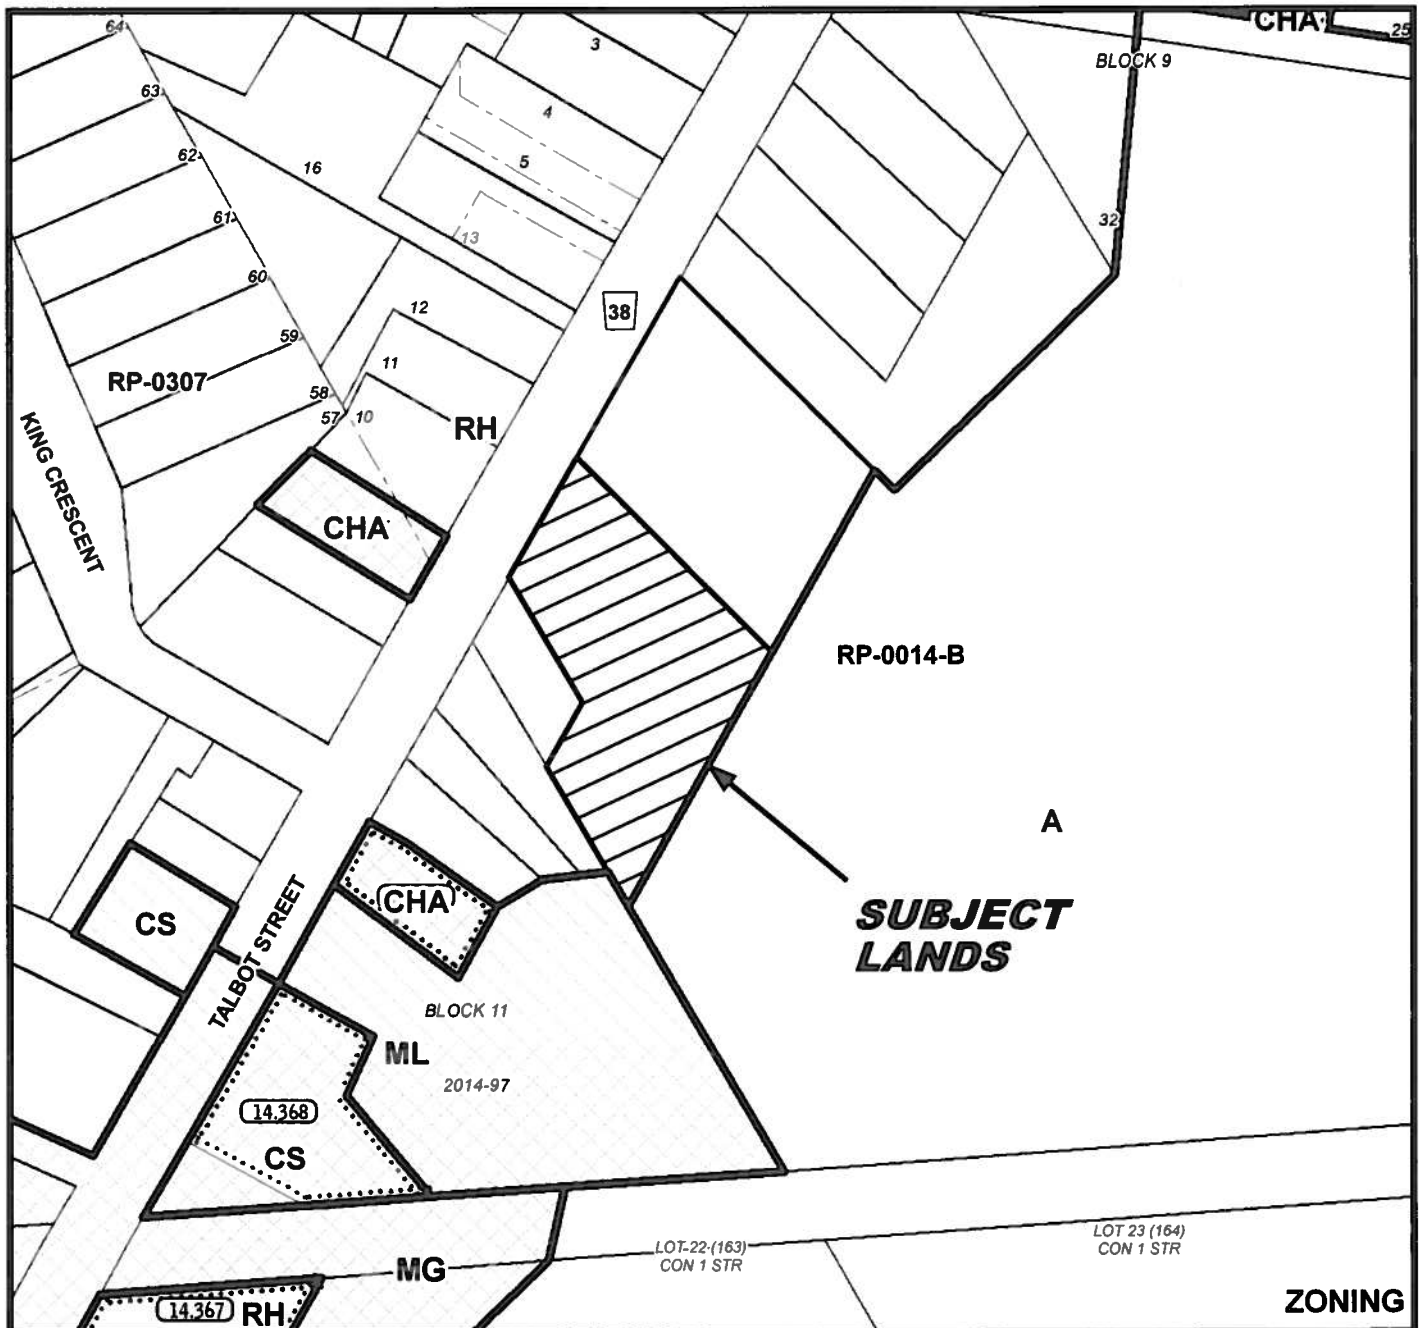 64
3
CHA
25
BLOCK 9
63
4
62
16
5
61
13
32
60
12
38
59
11
RP-0307
58
57
10
RH
KING CRESCENT
CHA
RP-0014-B
A
CHA
SUBJECT
LANDS
CS
TALBOT STREET
BLOCK 11
ML
2014-97
14.368
CS
LOT 22 (163)
CON 1 STR
LOT 23 (164)
CON 1 STR
MG
14.367
RH
ZONING